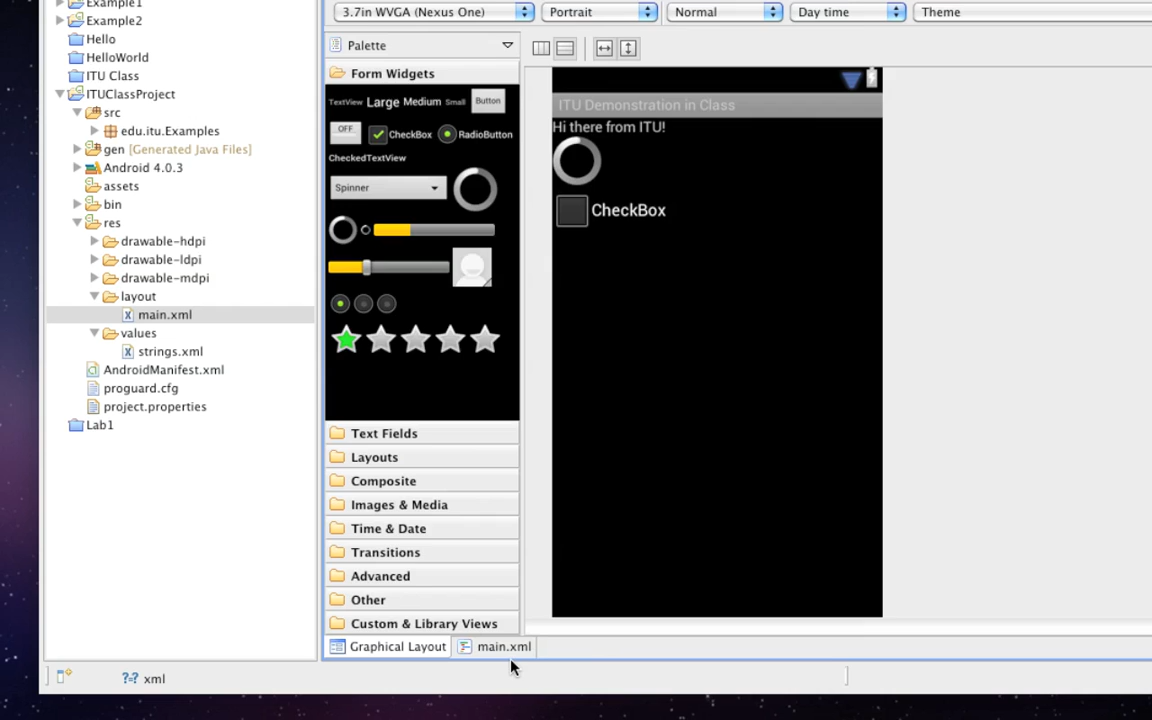 Example1
Example2
Hello
HelloWorld
ITU Class
ITUClassProject
src
edu.itu.Examples
gen [Generated Java Files]
Android 4.0.3
assets
bin
res
drawable-hdpi
drawable-ldpi
drawable-mdpi
layout
main.xml
values
strings.xml
AndroidManifest.xml
proguard.cfg
project.properties
Lab1
xml
3.7in WVGA (Nexus One)
Portrait
Normal
Day time
Theme
Palette
Form Widgets
TextView Large Medium Small Button
OFF CheckBox RadioButton
CheckedTextView
Spinner
Text Fields
Layouts
Composite
Images & Media
Time & Date
Transitions
Advanced
Other
Custom & Library Views
Graphical Layout
main.xml
ITU Demonstration in Class
Hi there from ITU!
CheckBox